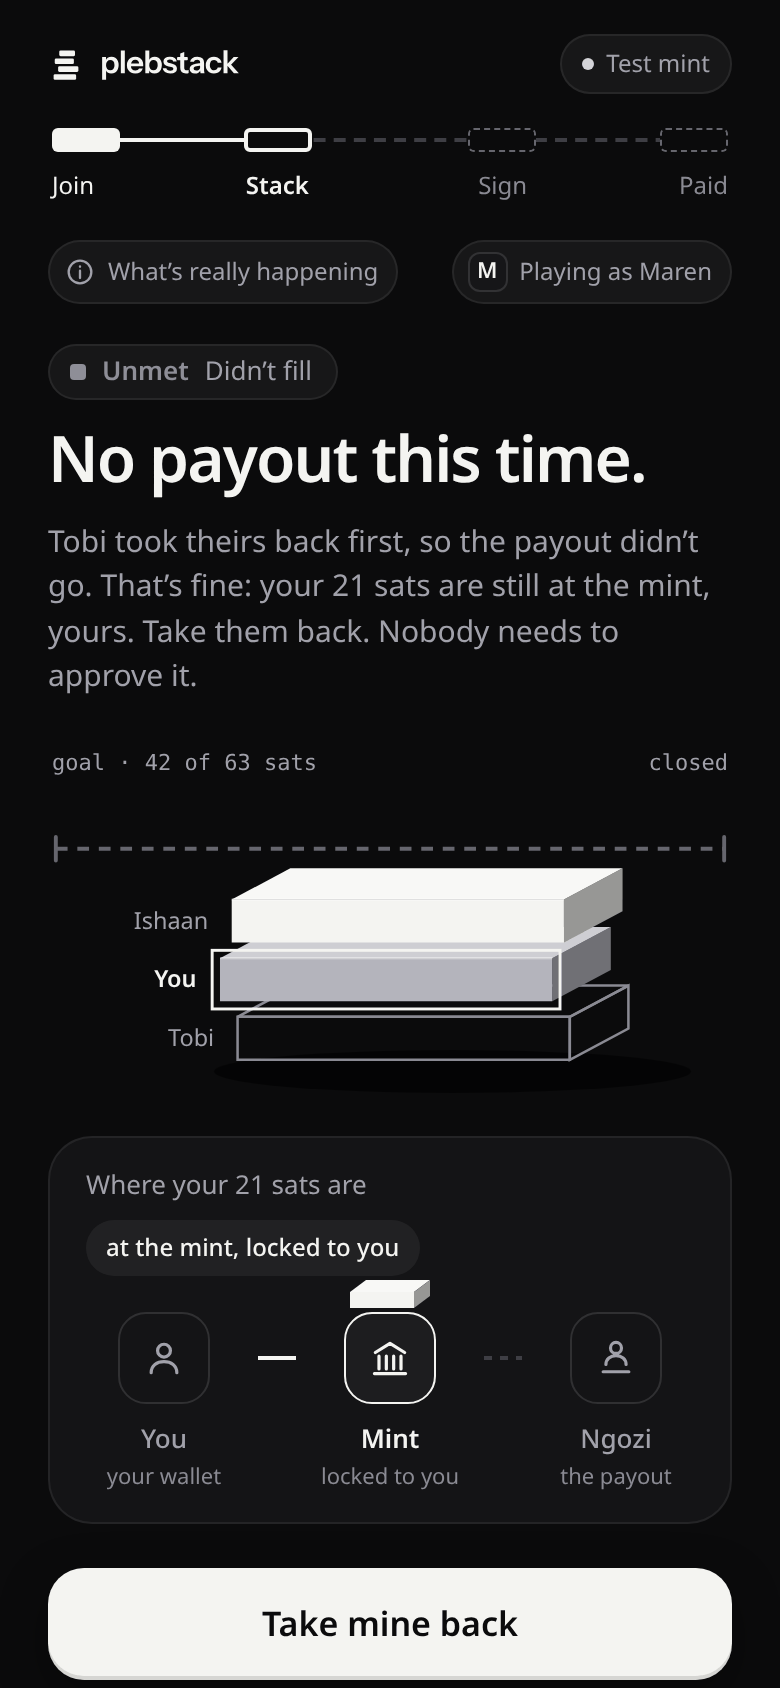 plebstack
Test mint
Join
Stack
Sign
Paid
What’s really happening
M Playing as Maren
Unmet Didn’t fill
No payout this time.
Tobi took theirs back first, so the payout didn’t
go. That’s fine: your 21 sats are still at the mint,
yours. Take them back. Nobody needs to
approve it.
goal · 42 of 63 sats
closed
Ishaan
You
Tobi
Where your 21 sats are
at the mint, locked to you
You
your wallet
Mint
locked to you
Ngozi
the payout
Take mine back